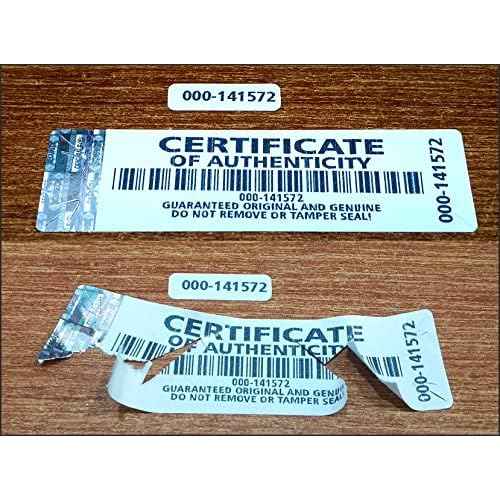 000-141572
CERTIFICATE
OF AUTHENTICITY
000-141572
GUARANTEED ORIGINAL AND GENUINE
DO NOT REMOVE OR TAMPER SEAL!
000-141572
000-141572
CERTIFICATE
OF AUTHENTICITY
000-141572
GUARANTEED ORIGINAL AND GENU
DO NOT REMOVE OR TAMPER SEAL
000-141572